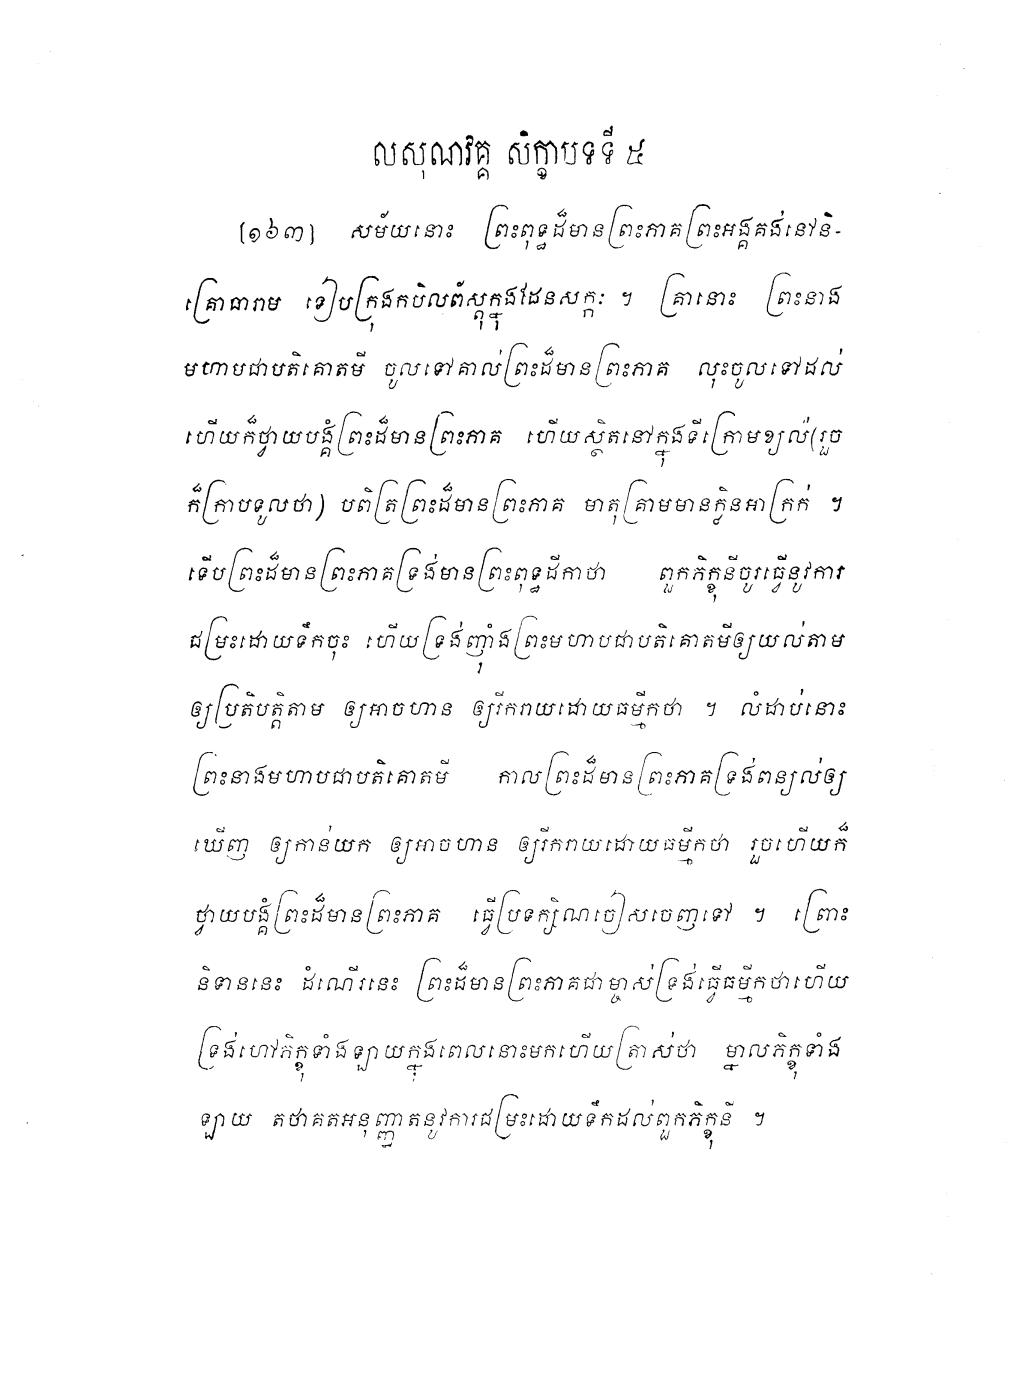 លសុណវគ្គ សិក្ខាបទទី ៥
[១៦៣] សម័យនោះ ព្រះពុទ្ធដ៏មានព្រះភាគព្រះអង្គគង់នៅនិ-
គ្រោធារាម ទៀបក្រុងកបិលព័ស្តុក្នុងដែនសក្កៈ ។ គ្រានោះ ព្រះនាង
មហាបជាបតិគោតមី ចូលទៅគាល់ព្រះដ៏មានព្រះភាគ លុះចូលទៅដល់
ហើយក៏ថ្វាយបង្គំព្រះដ៏មានព្រះភាគ ហើយស្ថិតនៅក្នុងទីក្រោមខ្យល់(រួច
ក៏ក្រាបទូលថា) បពិត្រព្រះដ៏មានព្រះភាគ មាតុគ្រាមមានក្លិនអាក្រក់ ។
ទើបព្រះដ៏មានព្រះភាគទ្រង់មានព្រះពុទ្ធដីកាថា ពួកភិក្ខុនីចូរធ្វើនូវការ
ជម្រះដោយទឹកចុះ ហើយទ្រង់ញ៉ាំងព្រះមហាបជាបតិគោតមីឲ្យយល់តាម
ឲ្យប្រតិបត្តិតាម ឲ្យអាចហាន ឲ្យរីករាយដោយធម្មីកថា ។ លំដាប់នោះ
ព្រះនាងមហាបជាបតិគោតមី កាលព្រះដ៏មានព្រះភាគទ្រង់ពន្យល់ឲ្យ
ឃើញ ឲ្យកាន់យក ឲ្យអាចហាន ឲ្យរីករាយដោយធម្មីកថា រួចហើយក៏
ថ្វាយបង្គំព្រះដ៏មានព្រះភាគ ធ្វើប្រទក្សិណចៀសចេញទៅ ។ ព្រោះ
និទាននេះ ដំណើរនេះ ព្រះដ៏មានព្រះភាគជាម្ចាស់ទ្រង់ធ្វើធម្មីកថាហើយ
ទ្រង់ហៅភិក្ខុទាំងឡាយក្នុងពេលនោះមកហើយត្រាស់ថា ម្នាលភិក្ខុទាំង
ឡាយ តថាគតអនុញ្ញាតនូវការជម្រះដោយទឹកដល់ពួកភិក្ខុនី ។